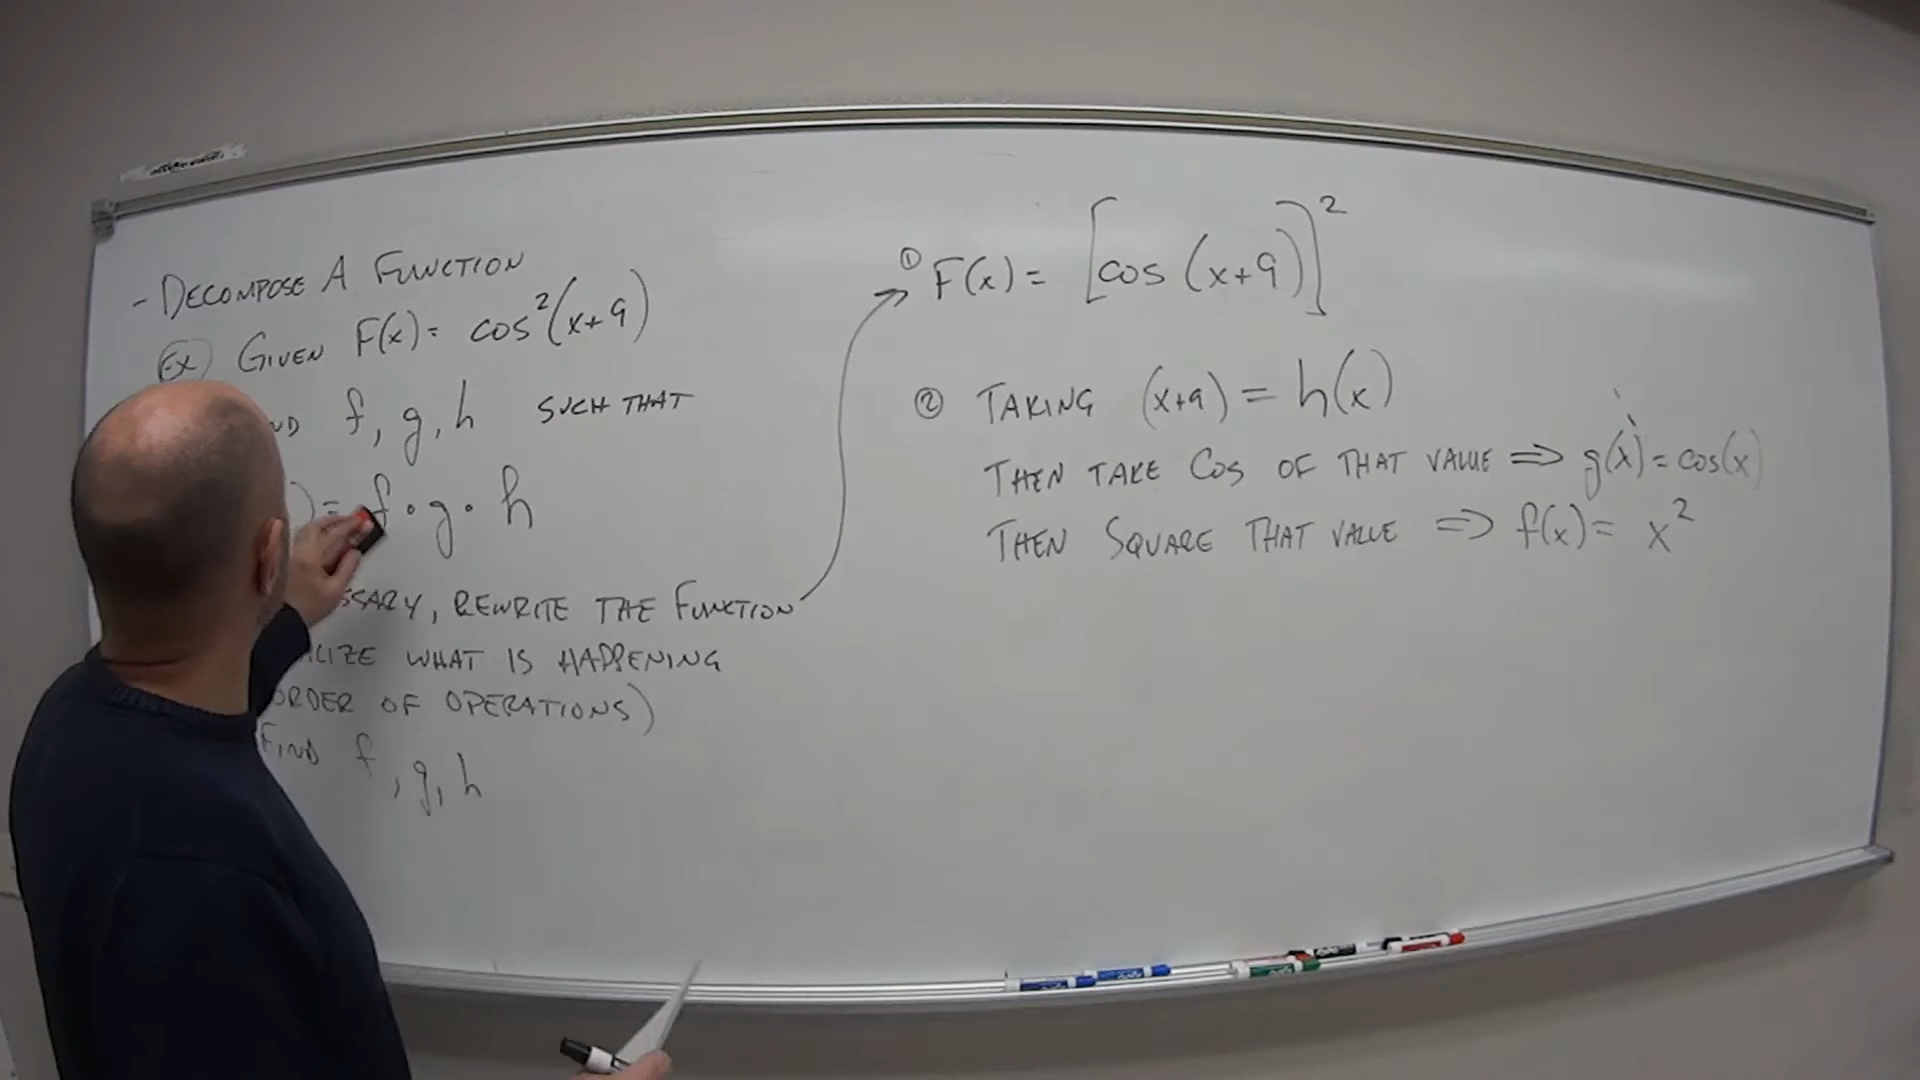 - DECOMPOSE A FUNCTION
Ex) GIVEN F(x) = cos²(x+9)
ND f, g, h SUCH THAT
) = f · g · h
SSARY, REWRITE THE FUNCTION
LIZE WHAT IS HAPPENING
ORDER OF OPERATIONS)
FIND f, g, h
① F(x) = [cos (x+9)]²
② TAKING (x+9) = h(x)
THEN TAKE COS OF THAT VALUE ⇒ g(x) = cos(x)
THEN SQUARE THAT VALUE ⇒ f(x) = x²